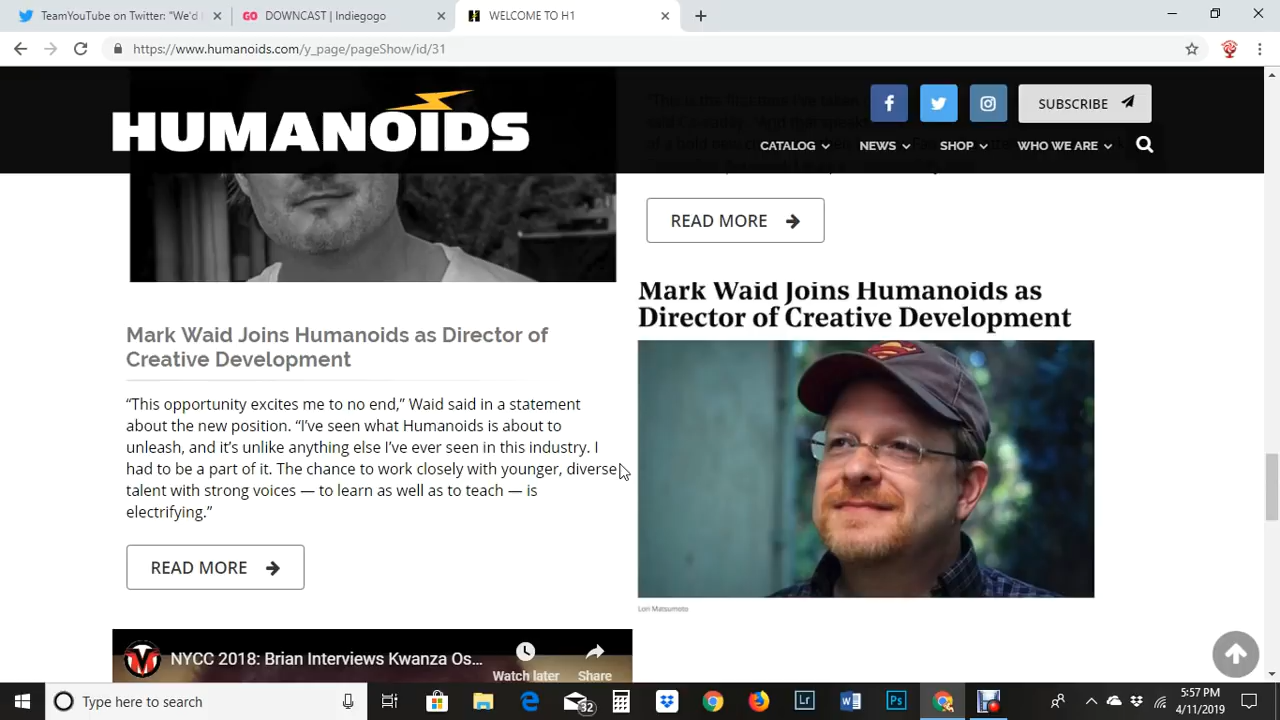 TeamYouTube on Twitter: "We'd
DOWNCAST | Indiegogo
WELCOME TO H1
https://www.humanoids.com/y_page/pageShow/id/31
HUMANOIDS
SUBSCRIBE
CATALOG
NEWS
SHOP
WHO WE ARE
READ MORE
Mark Waid Joins Humanoids as
Director of Creative Development
Mark Waid Joins Humanoids as Director of
Creative Development
“This opportunity excites me to no end,” Waid said in a statement
about the new position. “I’ve seen what Humanoids is about to
unleash, and it’s unlike anything else I’ve ever seen in this industry. I
had to be a part of it. The chance to work closely with younger, diverse
talent with strong voices — to learn as well as to teach — is
electrifying.”
READ MORE
Lori Matsumoto
NYCC 2018: Brian Interviews Kwanza Os...
Watch later
Share
Type here to search
32
5:57 PM
4/11/2019